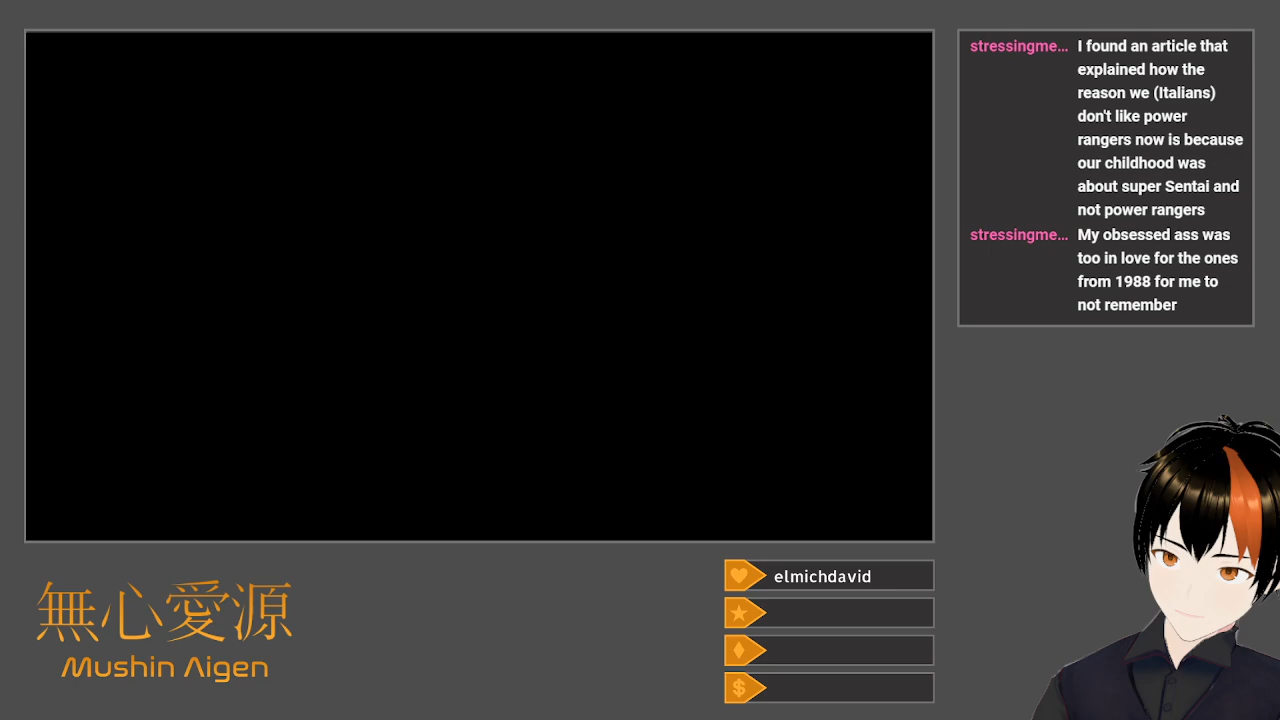 stressingme... I found an article that
explained how the
reason we (Italians)
don't like power
rangers now is because
our childhood was
about super Sentai and
not power rangers
stressingme... My obsessed ass was
too in love for the ones
from 1988 for me to
not remember
elmichdavid
無心愛源
Mushin Aigen
$